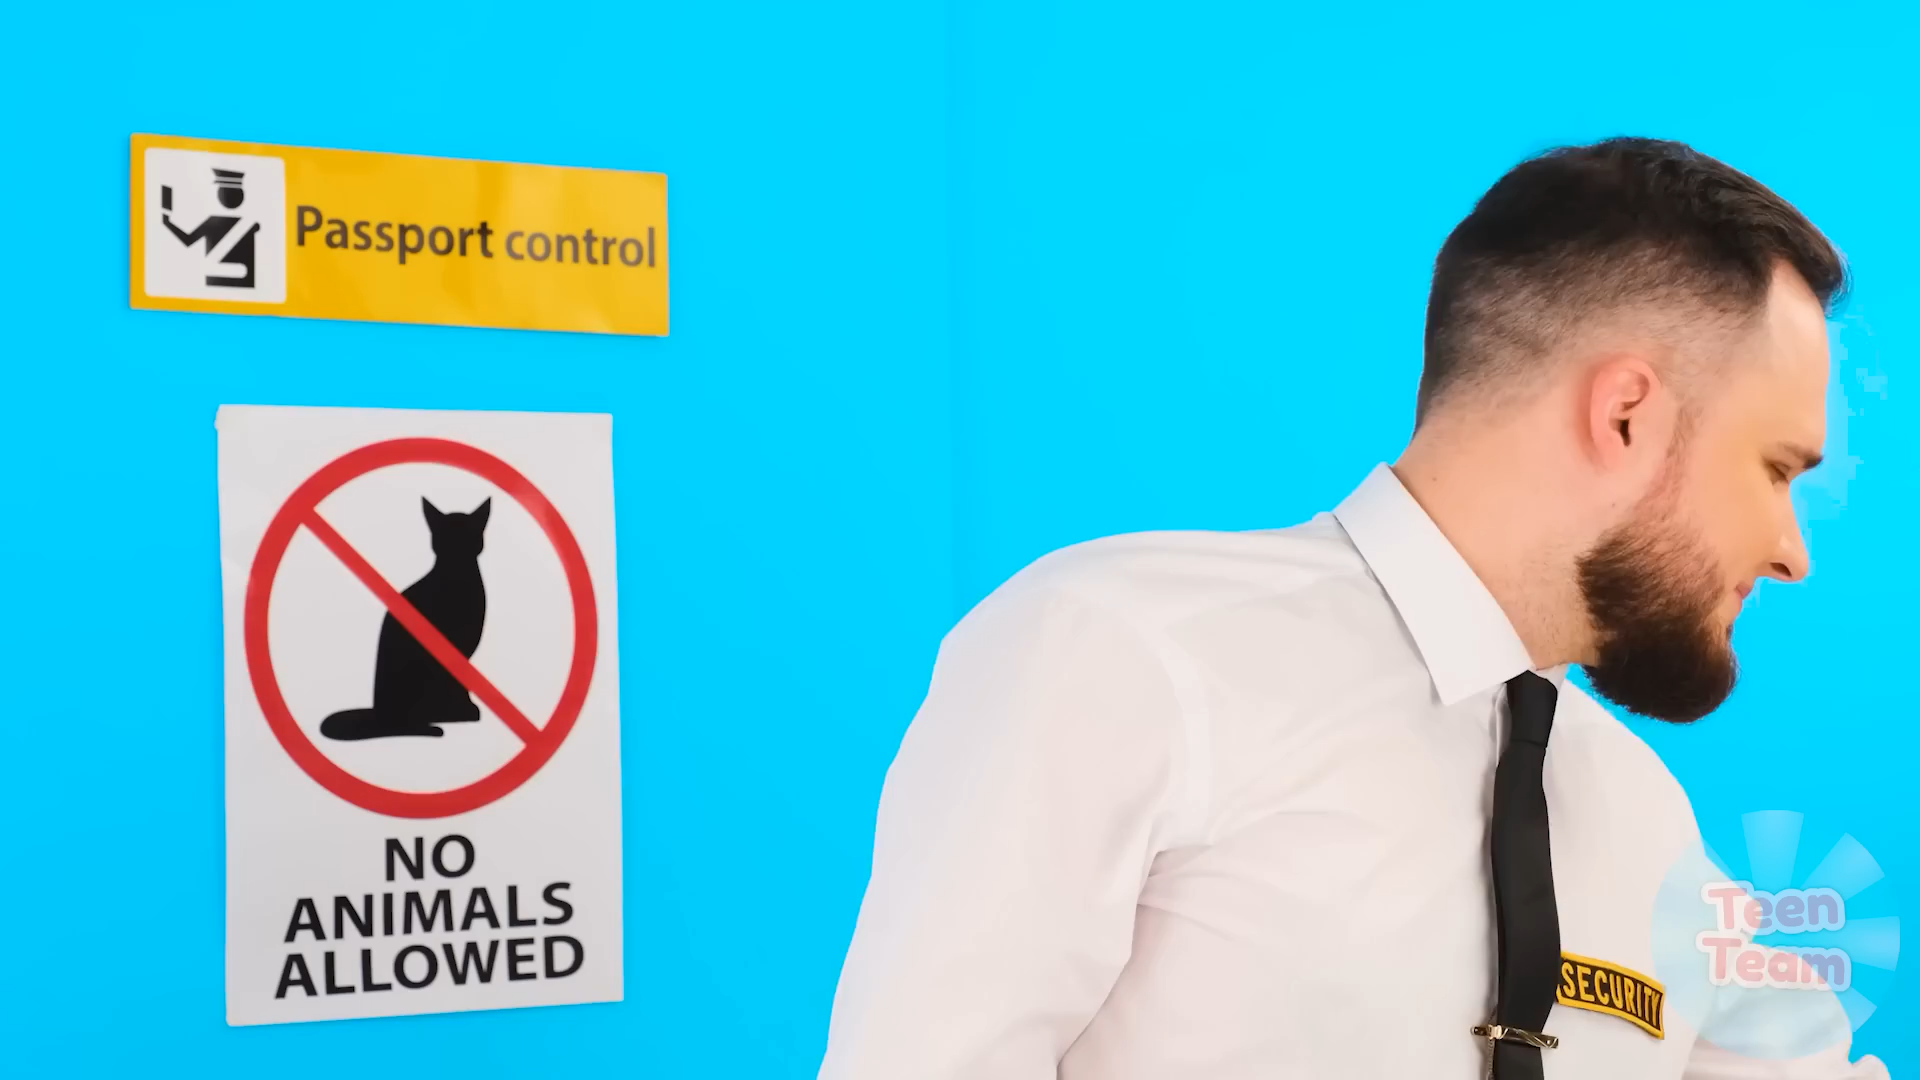 Passport control
NO
ANIMALS
ALLOWED
SECURITY
Teen
Team